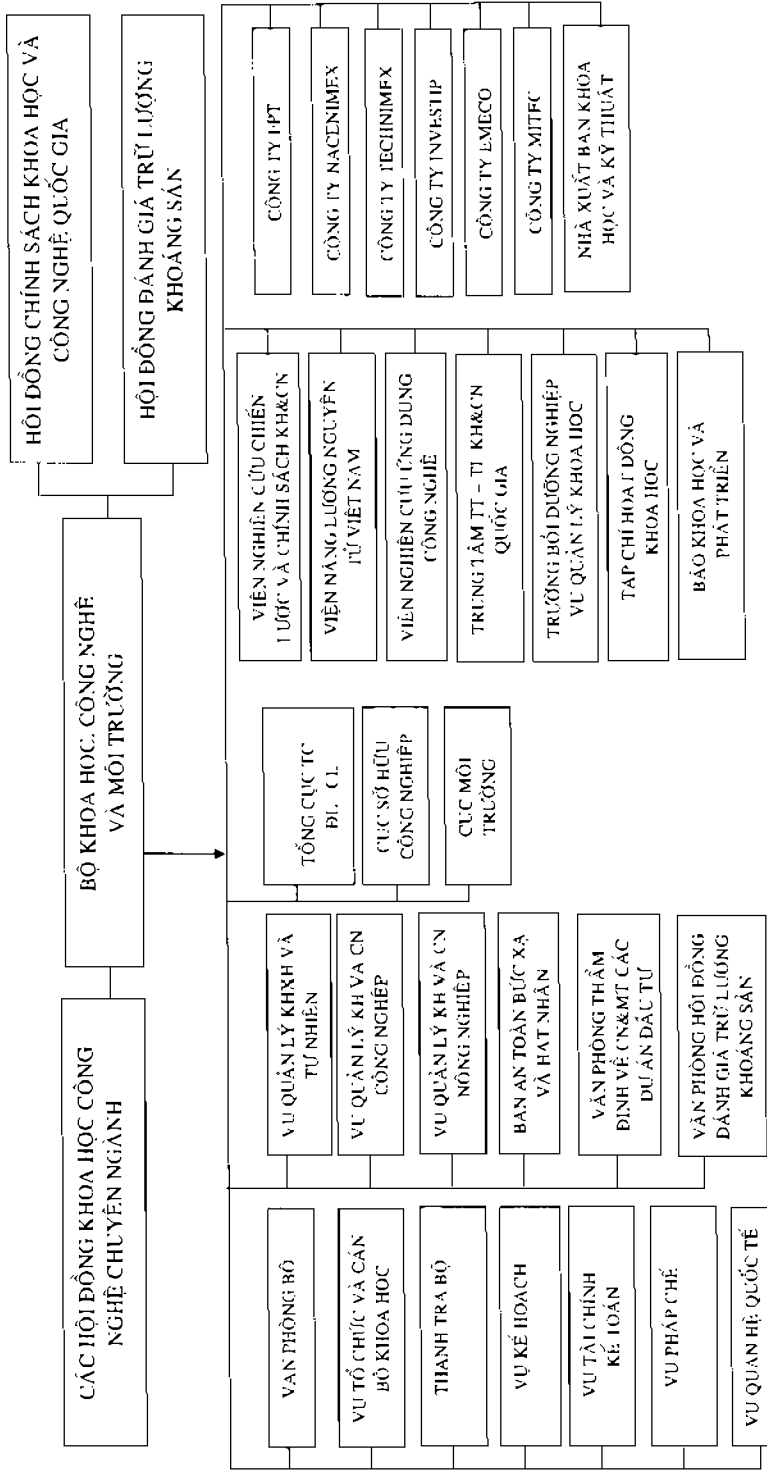 CÁC HỘI ĐỒNG KHOA HỌC CÔNG
NGHỆ CHUYÊN NGÀNH
BỘ KHOA HỌC, CÔNG NGHỆ
VÀ MÔI TRƯỜNG
HỘI ĐỒNG CHÍNH SÁCH KHOA HỌC VÀ
CÔNG NGHỆ QUỐC GIA
HỘI ĐỒNG ĐÁNH GIÁ TRỮ LƯỢNG
KHOÁNG SẢN
VĂN PHÒNG BỘ
VỤ TỔ CHỨC VÀ CÁN
BỘ KHOA HỌC
THANH TRA BỘ
VỤ KẾ HOẠCH
VỤ TÀI CHÍNH
KẾ TOÁN
VỤ PHÁP CHẾ
VỤ QUAN HỆ QUỐC TẾ
VỤ QUẢN LÝ KHXH VÀ
TỰ NHIÊN
VỤ QUẢN LÝ KH VÀ CN
CÔNG NGHÉP
VỤ QUẢN LÝ KH VÀ CN
NÔNG NGHIỆP
BAN AN TOÀN BỨC XẠ
VÀ HẠT NHÂN
VĂN PHÒNG THẨM
ĐỊNH VỀ CN&MT CÁC
DỰ ÁN ĐẦU TƯ
VĂN PHÒNG HỘI ĐỒNG
ĐÁNH GIÁ TRỮ LƯỢNG
KHOÁNG SẢN
TỔNG CỤC TC
ĐL - CL
CỤC SỞ HỮU
CÔNG NGHIỆP
CỤC MÔI
TRƯỜNG
VIỆN NGHIÊN CỨU CHIẾN
LƯỢC VÀ CHÍNH SÁCH KH&CN
VIỆN NĂNG LƯỢNG NGUYÊN
TỬ VIỆT NAM
VIỆN NGHIÊN CỨU ỨNG DỤNG
CÔNG NGHỆ
TRUNG TÂM TT - TL KH&CN
QUỐC GIA
TRƯỜNG BỒI DƯỠNG NGHIỆP
VỤ QUẢN LÝ KHOA HỌC
TẠP CHÍ HOẠT ĐỘNG
KHOA HỌC
BÁO KHOA HỌC VÀ
PHÁT TRIỂN
CÔNG TY FPT
CÔNG TY NACENIMEX
CÔNG TY TECHNIMEX
CÔNG TY INVESTIP
CÔNG TY EMECO
CÔNG TY MITEC
NHÀ XUẤT BẢN KHOA
HỌC VÀ KỸ THUẬT